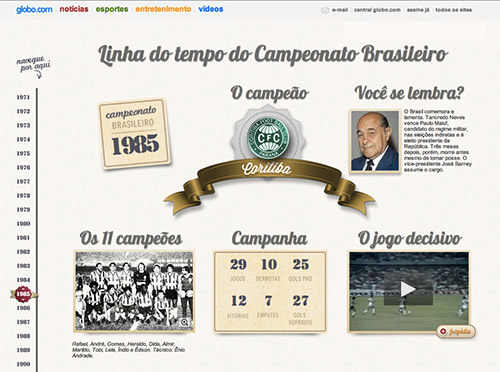 globo.com notícias esportes entretenimento vídeos
e-mail central globo.com assine já todos os sites
Linha do tempo do Campeonato Brasileiro
navegue
por aqui
1971
1972
1973
1974
1975
1976
1977
1978
1979
1980
1981
1982
1983
1984
1985
1986
1987
1988
1989
1990
campeonato
BRASILEIRO
1985
O campeão
CFC
PARANÁ
Coritiba
Você se lembra?
O Brasil comemora e
lamenta. Tancredo Neves
vence Paulo Maluf,
candidato do regime militar,
nas eleições indiretas e é
eleito presidente da
República. Três meses
depois, porém, morre antes
mesmo de tomar posse. O
vice-presidente José Sarney
assume o cargo.
Os 11 campeões
Rafael, André, Gomes, Heraldo, Dida, Almir,
Marildo, Tobi, Lela, Índio e Édson. Técnico: Ênio
Andrade.
Campanha
29 10 25
JOGOS DERROTAS GOLS PRÓ
12 7 27
VITÓRIAS EMPATES GOLS
SOFRIDOS
O jogo decisivo
futpédia